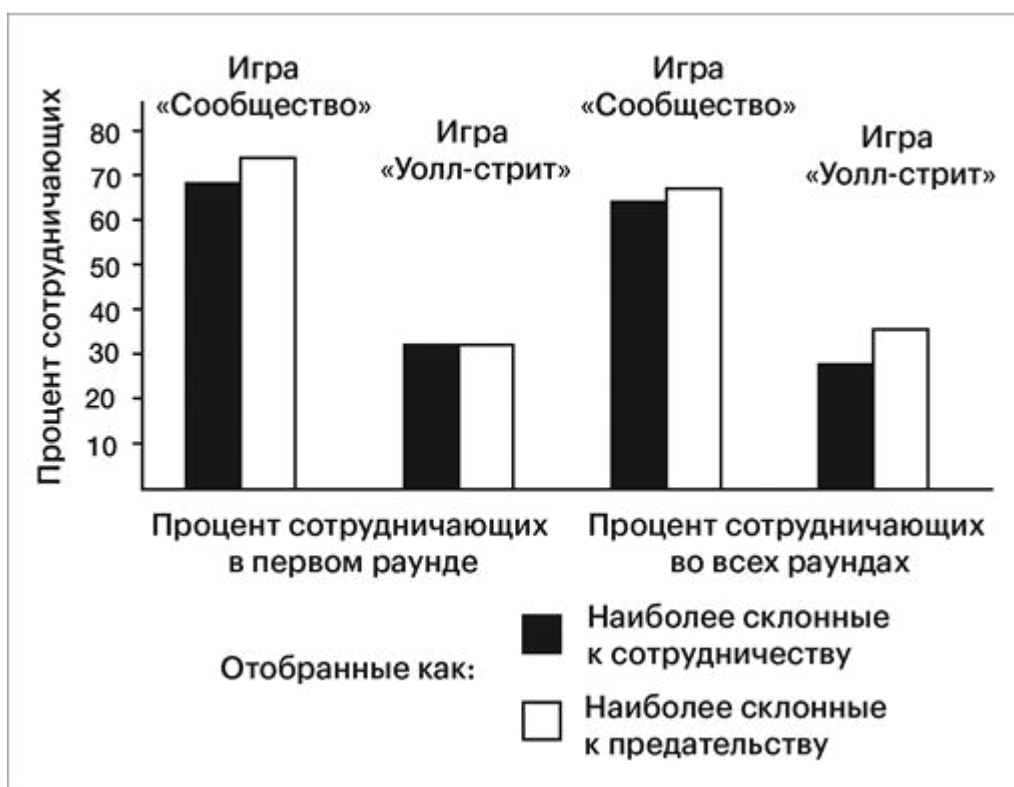 Игра
«Сообщество»
Игра
«Уолл-стрит»
Игра
«Сообщество»
Игра
«Уолл-стрит»
Процент сотрудничающих
80
70
60
50
40
30
20
10
Процент сотрудничающих
в первом раунде
Процент сотрудничающих
во всех раундах
Отобранные как:
Наиболее склонные
к сотрудничеству
Наиболее склонные
к предательству